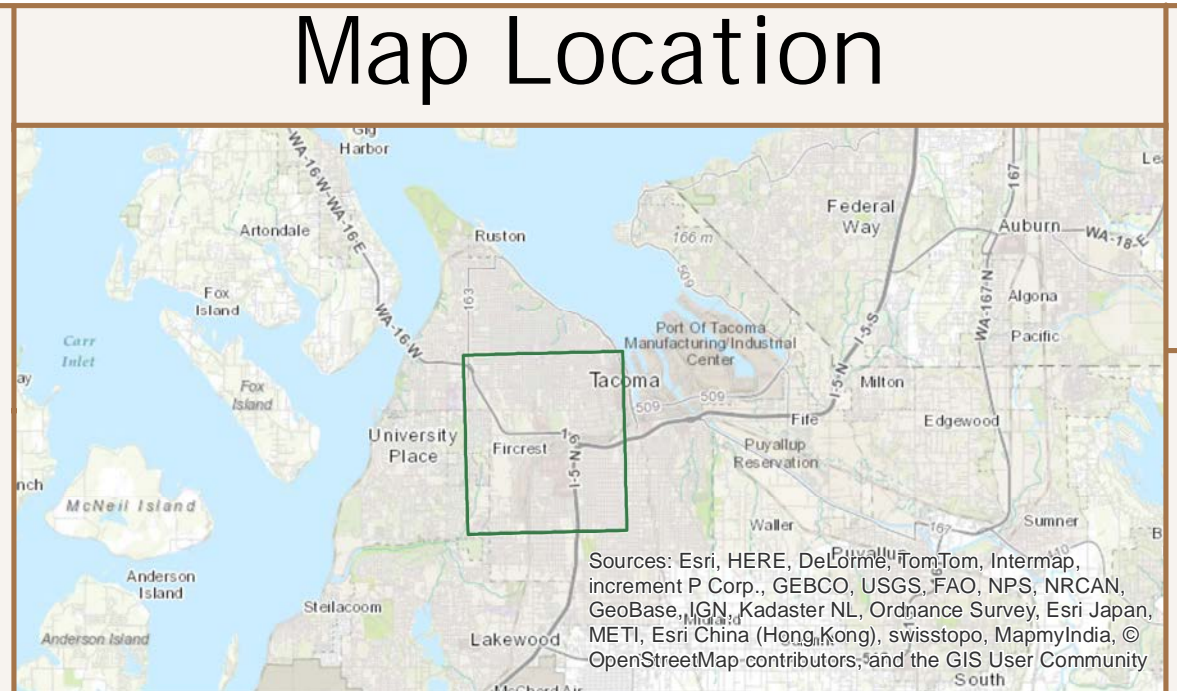 Map Location
Gig
Harbor
WA-16-W-WA-16-E
Artondale
Ruston
166 m
Federal
Way
167
Auburn
WA-18-E
Fox
Island
163
509
WA-167-N
Algona
Carr
Inlet
WA-16-W
Port Of Tacoma
Manufacturing/Industrial
Center
I-5-S
Pacific
Fox
Island
Tacoma
I-5-N
Milton
509
509
Fife
Edgewood
University
Place
Fircrest
16
I-5-N
Puyallup
Reservation
McNeil Island
Waller
167
Sumner
Anderson
Island
Steilacoom
Anderson Island
Lakewood
Sources: Esri, HERE, DeLorme, TomTom, Intermap,
increment P Corp., GEBCO, USGS, FAO, NPS, NRCAN,
GeoBase, IGN, Kadaster NL, Ordnance Survey, Esri Japan,
METI, Esri China (Hong Kong), swisstopo, MapmyIndia, ©
OpenStreetMap contributors, and the GIS User Community
Puyallup
Midland
South
McChord Air